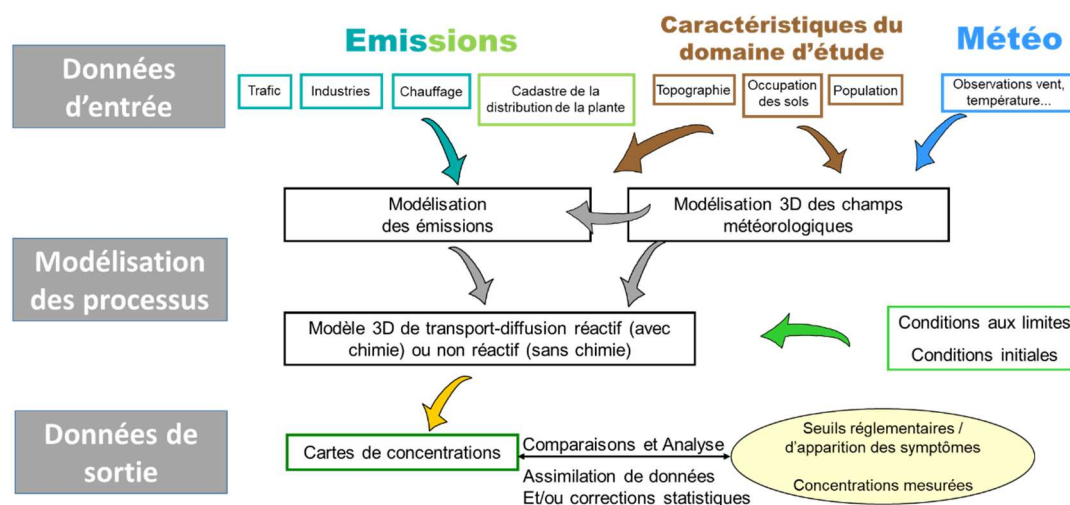 Données
d'entrée
Emissions
Caractéristiques du
domaine d'étude
Météo
Trafic
Industries
Chauffage
Cadastre de la
distribution de la plante
Topographie
Occupation
des sols
Population
Observations vent,
température...
Modélisation
des processus
Modélisation
des émissions
Modélisation 3D des champs
météorologiques
Modèle 3D de transport-diffusion réactif (avec
chimie) ou non réactif (sans chimie)
Conditions aux limites
Conditions initiales
Données de
sortie
Cartes de concentrations
Comparaisons et Analyse
Assimilation de données
Et/ou corrections statistiques
Seuils réglementaires /
d'apparition des symptômes
Concentrations mesurées